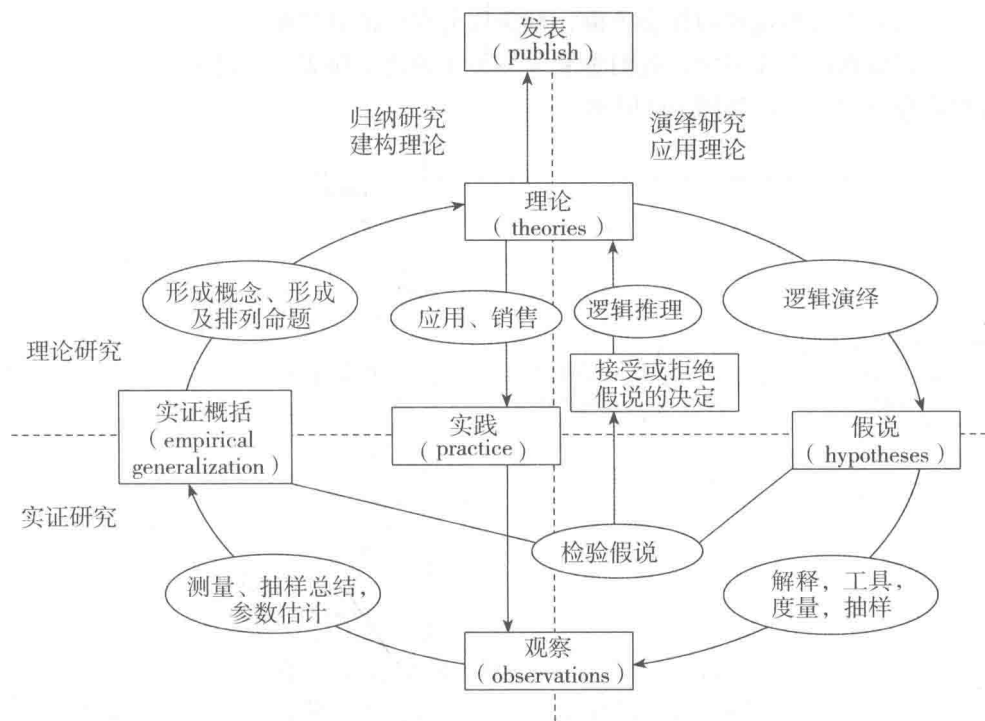 发表
( publish )
归纳研究
建构理论
演绎研究
应用理论
理论
( theories )
形成概念、形成
及排列命题
应用、销售
逻辑推理
逻辑演绎
理论研究
接受或拒绝
假说的决定
实证概括
(empirical
generalization)
实践
(practice)
假说
(hypotheses)
实证研究
检验假说
测量、抽样总结，
参数估计
解释，工具，
度量，抽样
观察
(observations)